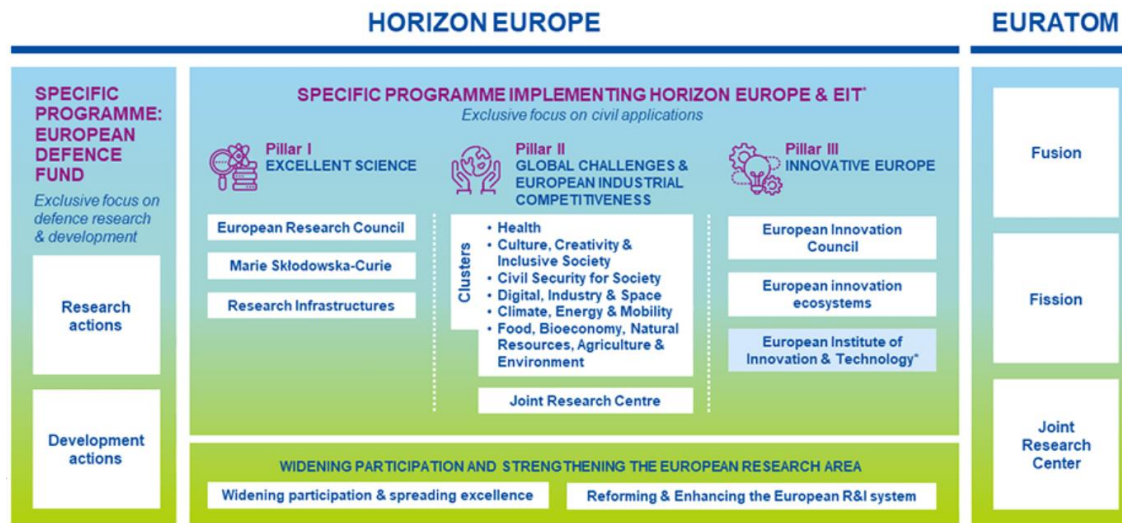 HORIZON EUROPE
EURATOM
SPECIFIC
PROGRAMME:
EUROPEAN
DEFENCE
FUND
Exclusive focus on
defence research
& development
Research
actions
Development
actions
SPECIFIC PROGRAMME IMPLEMENTING HORIZON EUROPE & EIT*
Exclusive focus on civil applications
Pillar I
EXCELLENT SCIENCE
European Research Council
Marie Skłodowska-Curie
Research Infrastructures
Pillar II
GLOBAL CHALLENGES &
EUROPEAN INDUSTRIAL
COMPETITIVENESS
Clusters
• Health
• Culture, Creativity &
Inclusive Society
• Civil Security for Society
• Digital, Industry & Space
• Climate, Energy & Mobility
• Food, Bioeconomy, Natural
Resources, Agriculture &
Environment
Joint Research Centre
Pillar III
INNOVATIVE EUROPE
European Innovation
Council
European innovation
ecosystems
European Institute of
Innovation & Technology*
WIDENING PARTICIPATION AND STRENGTHENING THE EUROPEAN RESEARCH AREA
Widening participation & spreading excellence
Reforming & Enhancing the European R&I system
Fusion
Fission
Joint
Research
Center